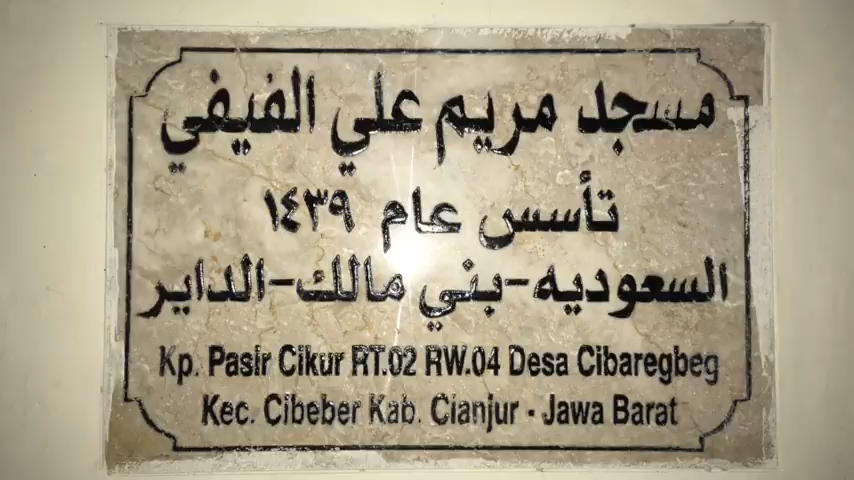 مسجد مريم علي الفيفي
تأسس عام ١٤٣٩
السعوديه-بني مالك-الداير
Kp. Pasir Cikur RT.02 RW.04 Desa Cibaregbeg
Kec. Cibeber Kab. Cianjur - Jawa Barat